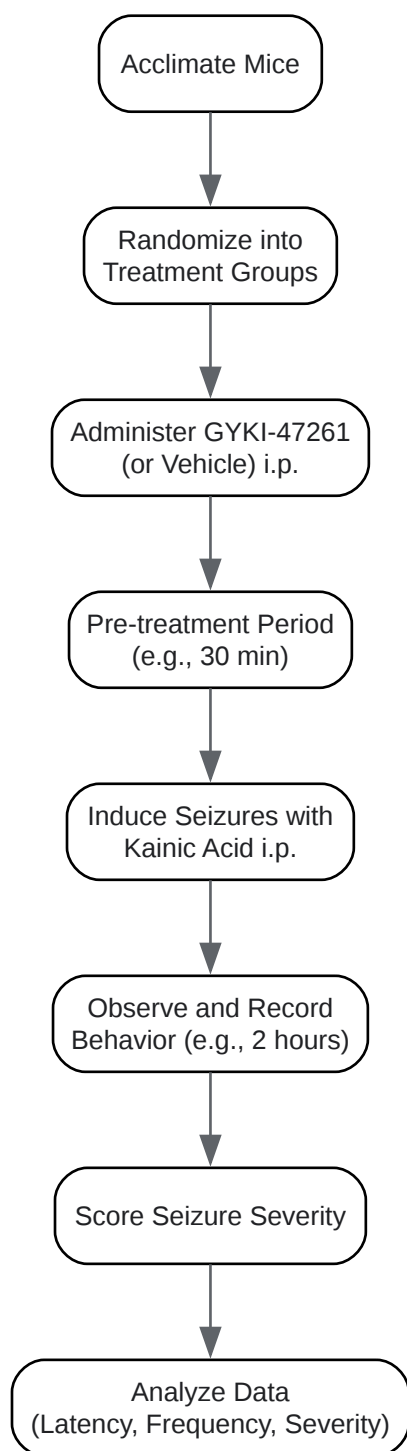 Acclimate Mice
Randomize into
Treatment Groups
Administer GYKI-47261
(or Vehicle) i.p.
Pre-treatment Period
(e.g., 30 min)
Induce Seizures with
Kainic Acid i.p.
Observe and Record
Behavior (e.g., 2 hours)
Score Seizure Severity
Analyze Data
(Latency, Frequency, Severity)